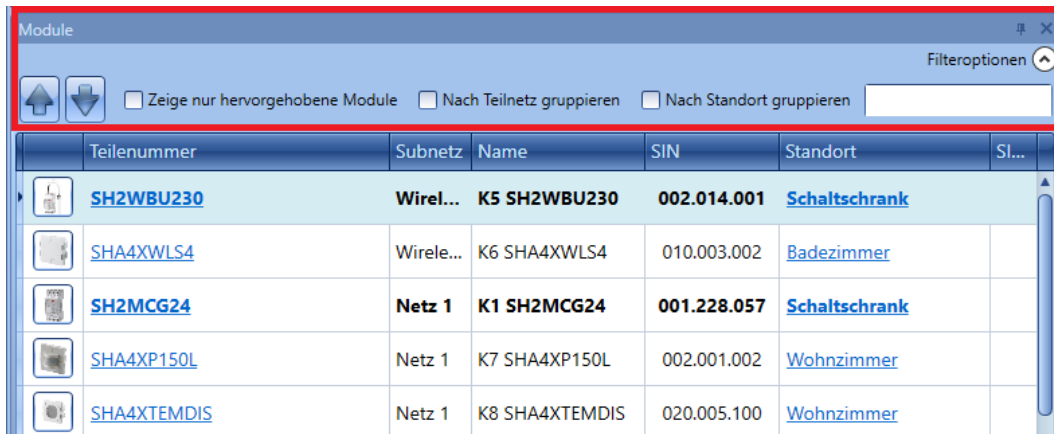 Module
Filteroptionen
Zeige nur hervorgehobene Module Nach Teilnetz gruppieren Nach Standort gruppieren
Teilenummer Subnetz Name SIN Standort SI...
SH2WBU230 Wirel... K5 SH2WBU230 002.014.001 Schaltschrank
SHA4XWLS4 Wirele... K6 SHA4XWLS4 010.003.002 Badezimmer
SH2MCG24 Netz 1 K1 SH2MCG24 001.228.057 Schaltschrank
SHA4XP150L Netz 1 K7 SHA4XP150L 002.001.002 Wohnzimmer
SHA4XTEMDIS Netz 1 K8 SHA4XTEMDIS 020.005.100 Wohnzimmer